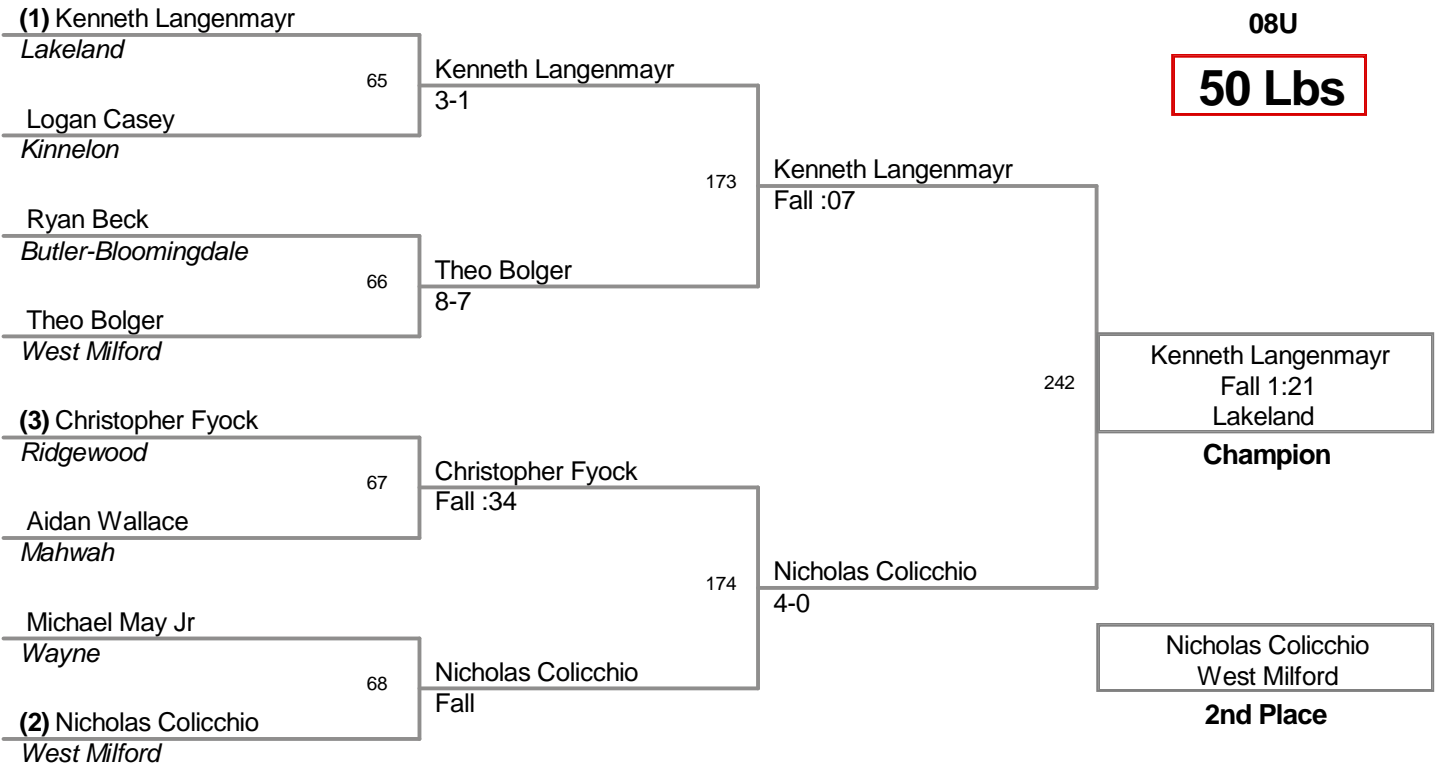 (1) Kenneth Langenmayr
Lakeland
65
Logan Casey
Kinnelon
Kenneth Langenmayr
3-1
Ryan Beck
Butler-Bloomingdale
66
Theo Bolger
West Milford
Theo Bolger
8-7
173
Kenneth Langenmayr
Fall :07
(3) Christopher Fyock
Ridgewood
67
Aidan Wallace
Mahwah
Christopher Fyock
Fall :34
Michael May Jr
Wayne
68
(2) Nicholas Colicchio
West Milford
Nicholas Colicchio
Fall
174
Nicholas Colicchio
4-0
242
08U
50 Lbs
Kenneth Langenmayr
Fall 1:21
Lakeland
Champion
Nicholas Colicchio
West Milford
2nd Place